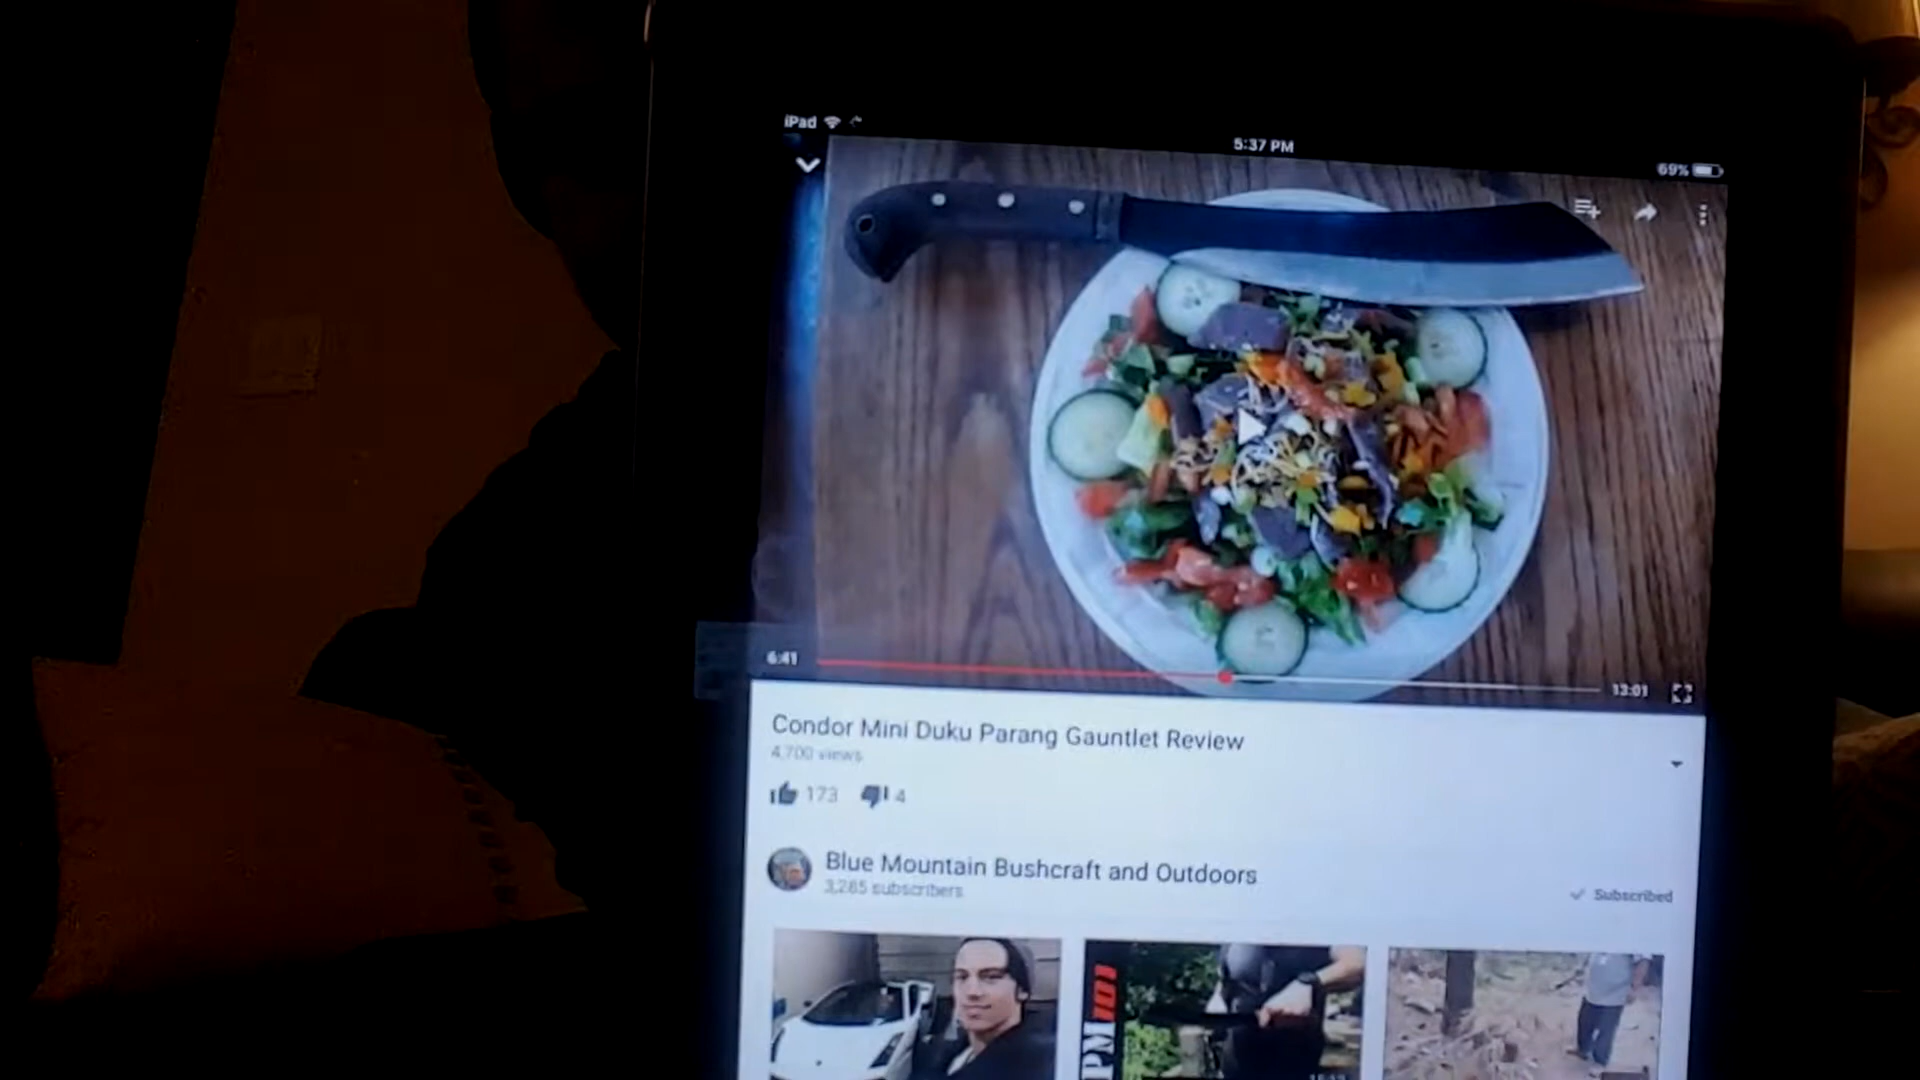 iPad
5:37 PM
69%
6:41
13:01
Condor Mini Duku Parang Gauntlet Review
4,700 views
173
4
Blue Mountain Bushcraft and Outdoors
3,265 subscribers
Subscribed
PM101